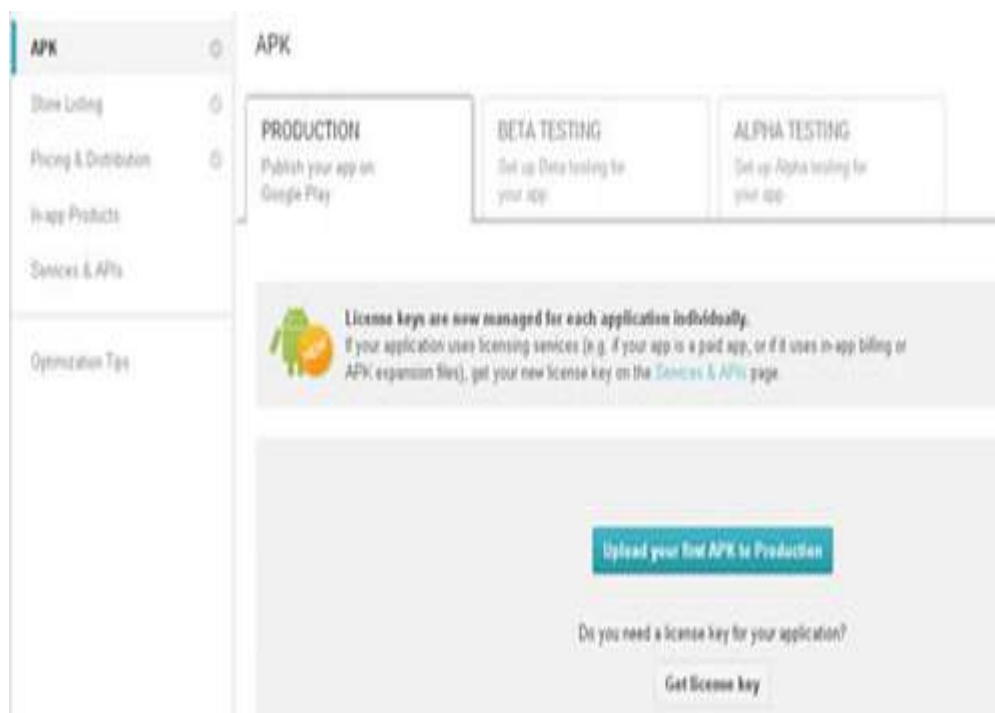 APK
Store Listing
Pricing & Distribution
In-app Products
Services & APIs
Optimization Tips
APK
PRODUCTION
Publish your app on
Google Play
BETA TESTING
Set up Beta testing for
your app
ALPHA TESTING
Set up Alpha testing for
your app
NEW
License keys are now managed for each application individually.
If your application uses licensing services (e.g. if your app is a paid app, or if it uses in-app billing or
APK expansion files), get your new license key on the Services & APIs page.
Upload your first APK to Production
Do you need a license key for your application?
Get license key